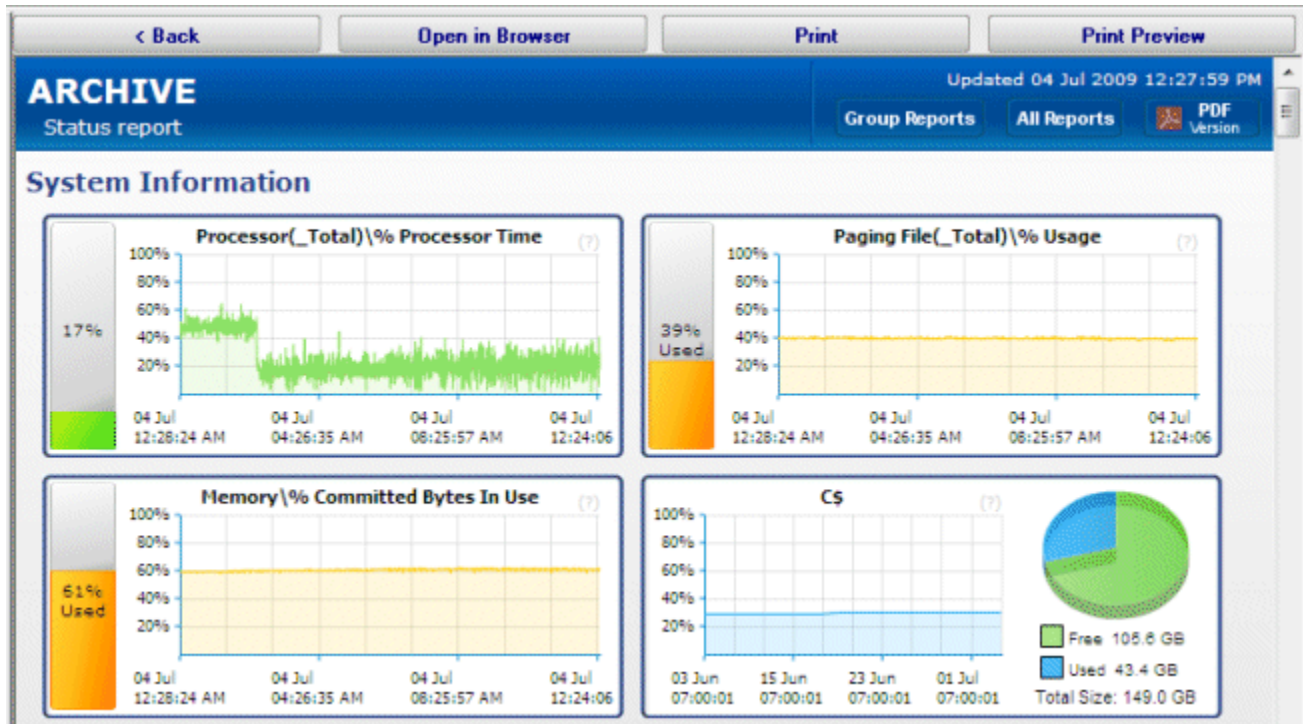 < Back
Open in Browser
Print
Print Preview
ARCHIVE
Status report
Updated 04 Jul 2009 12:27:59 PM
Group Reports
All Reports
PDF
Version
System Information
Processor(_Total)\% Processor Time
(?)
100%
80%
60%
40%
20%
17%
04 Jul
04 Jul
04 Jul
04 Jul
12:28:24 AM
04:26:35 AM
08:25:57 AM
12:24:06
Paging File(_Total)\% Usage
(?)
100%
80%
60%
40%
20%
39%
Used
04 Jul
04 Jul
04 Jul
04 Jul
12:28:24 AM
04:26:35 AM
08:25:57 AM
12:24:06
Memory\% Committed Bytes In Use
(?)
100%
80%
60%
40%
20%
61%
Used
04 Jul
04 Jul
04 Jul
04 Jul
12:28:24 AM
04:26:35 AM
08:25:57 AM
12:24:06
C$
(?)
100%
80%
60%
40%
20%
03 Jun
15 Jun
23 Jun
01 Jul
07:00:01
07:00:01
07:00:01
07:00:01
Free 105.6 GB
Used 43.4 GB
Total Size: 149.0 GB